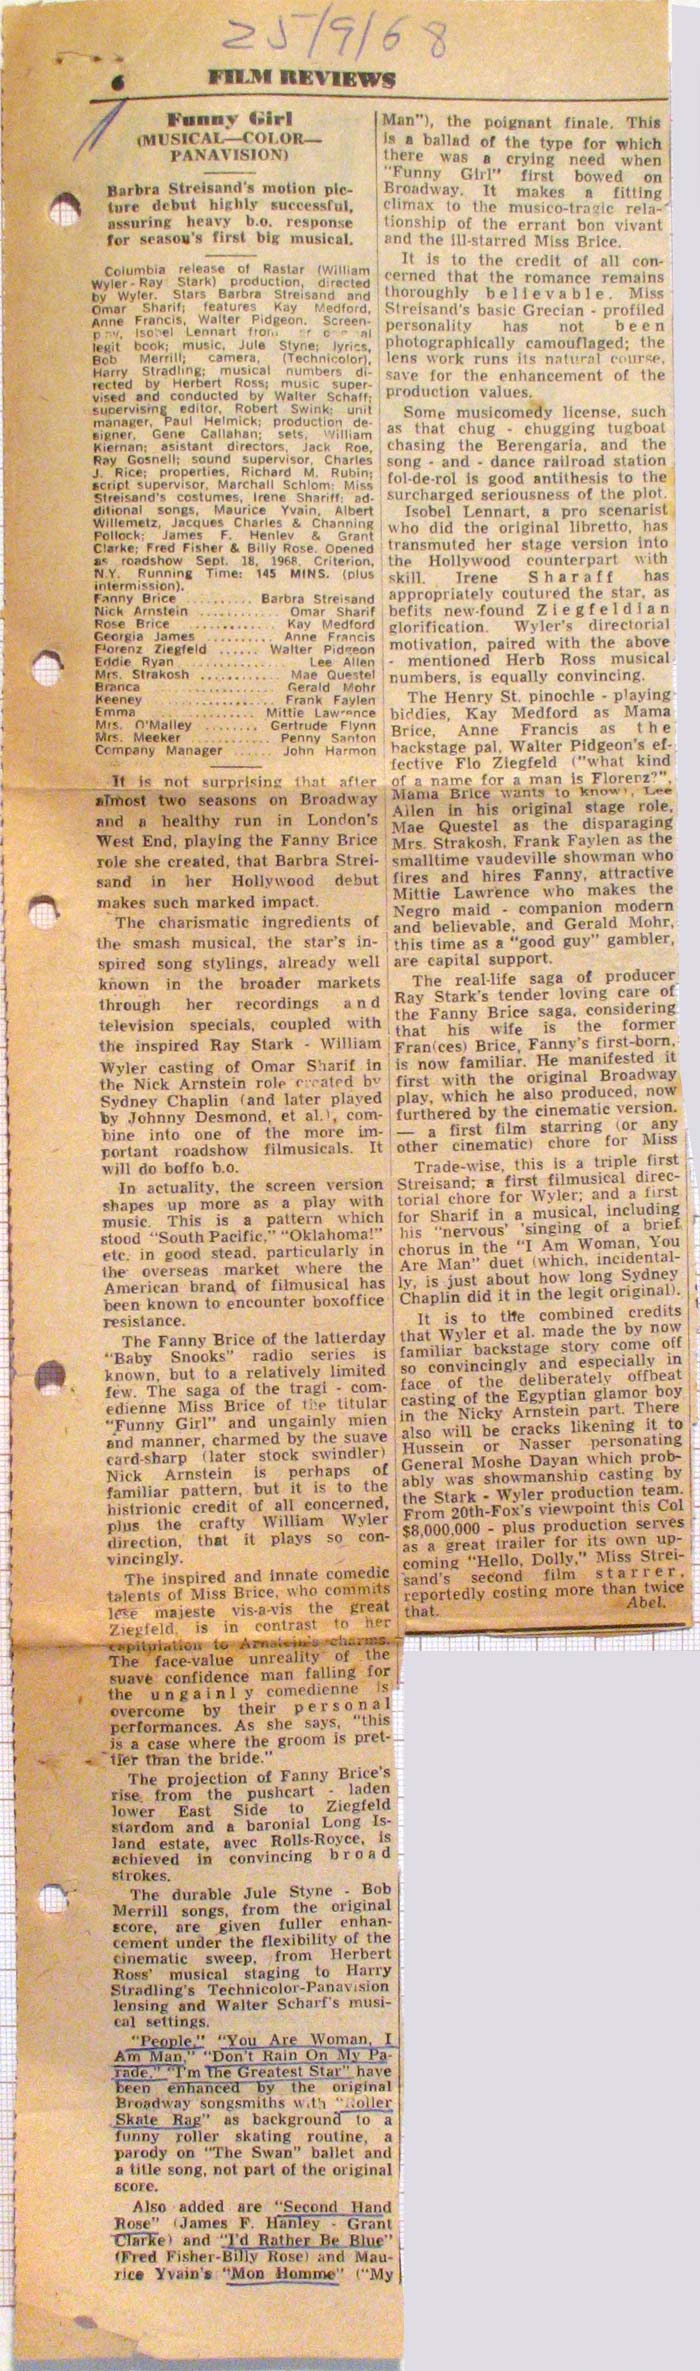 25/9/68
6
FILM REVIEWS
Funny Girl
(MUSICAL—COLOR—
PANAVISION)
Barbra Streisand's motion pic-
ture debut highly successful,
assuring heavy b.o. response
for season's first big musical.
Columbia release of Rastar (William
Wyler-Ray Stark) production, directed
by Wyler. Stars Barbra Streisand and
Omar Sharif; features Kay Medford,
Anne Francis, Walter Pidgeon. Screen-
Isobel Lennart from
legit book; music, Jule Styne; lyrics,
Bob Merrill; camera, (Technicolor),
Harry Stradling; musical numbers di-
rected by Herbert Ross; music super-
vised and conducted by Walter Schaff;
supervising editor, Robert Swink; unit
manager, Paul Helmick; production de-
signer, Gene Callahan; sets, William
Kiernan; asistant directors, Jack Roe,
Ray Gosnell; sound supervisor, Charles
J. Rice; properties, Richard M. Rubin;
script supervisor, Marchall Schlom; Miss
Streisand's costumes, Irene Shariff; ad-
ditional songs, Maurice Yvain, Albert
Willemetz, Jacques Charles & Channing
Pollock; James F. Henlev & Grant
Clarke; Fred Fisher & Billy Rose. Opened
as roadshow Sept. 18, 1968, Criterion,
N.Y. Running Time: 145 MINS. (plus
intermission).
Fanny Brice .......... Barbra Streisand
Nick Arnstein ............ Omar Sharif
Rose Brice ............. Kay Medford
Georgia James .......... Anne Francis
Florenz Ziegfeld ...... Walter Pidgeon
Eddie Ryan ................ Lee Allen
Mrs. Strakosh ........... Mae Questel
Branca ................. Gerald Mohr
Keeney ................. Frank Faylen
Emma ............... Mittie Lawrence
Mrs. O'Malley ........ Gertrude Flynn
Mrs. Meeker .......... Penny Santon
Company Manager ...... John Harmon
It is not surprising that after
almost two seasons on Broadway
and a healthy run in London's
West End, playing the Fanny Brice
role she created, that Barbra Strei-
sand in her Hollywood debut
makes such marked impact.
The charismatic ingredients of
the smash musical, the star's in-
spired song stylings, already well
known in the broader markets
through her recordings and
television specials, coupled with
the inspired Ray Stark - William
Wyler casting of Omar Sharif in
the Nick Arnstein role created by
Sydney Chaplin (and later played
by Johnny Desmond, et al.), com-
bine into one of the more im-
portant roadshow filmusicals. It
will do boffo b.o.
In actuality, the screen version
shapes up more as a play with
music. This is a pattern which
stood "South Pacific," "Oklahoma!"
etc. in good stead, particularly in
the overseas market where the
American brand of filmusical has
been known to encounter boxoffice
resistance.
The Fanny Brice of the latterday
"Baby Snooks" radio series is
known, but to a relatively limited
few. The saga of the tragi - com-
edienne Miss Brice of the titular
"Funny Girl" and ungainly mien
and manner, charmed by the suave
card-sharp (later stock swindler)
Nick Arnstein is perhaps of
familiar pattern, but it is to the
histrionic credit of all concerned,
plus the crafty William Wyler
direction, that it plays so con-
vincingly.
The inspired and innate comedic
talents of Miss Brice, who commits
lese majeste vis-a-vis the great
Ziegfeld, is in contrast to her
capitulation to Arnstein's charms.
The face-value unreality of the
suave confidence man falling for
the ungainly comedienne is
overcome by their personal
performances. As she says, "this
is a case where the groom is pret-
tier than the bride."
The projection of Fanny Brice's
rise from the pushcart - laden
lower East Side to Ziegfeld
stardom and a baronial Long Is-
land estate, avec Rolls-Royce, is
achieved in convincing broad
strokes.
The durable Jule Styne - Bob
Merrill songs, from the original
score, are given fuller enhan-
cement under the flexibility of the
cinematic sweep, from Herbert
Ross' musical staging to Harry
Stradling's Technicolor-Panavision
lensing and Walter Scharf's musi-
cal settings.
"People," "You Are Woman, I
Am Man," "Don't Rain On My Pa-
rade," "I'm the Greatest Star" have
been enhanced by the original
Broadway songsmiths with "Roller
Skate Rag" as background to a
funny roller skating routine, a
parody on "The Swan" ballet and
a title song, not part of the original
score.
Also added are "Second Hand
Rose" (James F. Hanley - Grant
Clarke) and "I'd Rather Be Blue"
(Fred Fisher-Billy Rose) and Mau-
rice Yvain's "Mon Homme" ("My
Man"), the poignant finale. This
is a ballad of the type for which
there was a crying need when
"Funny Girl" first bowed on
Broadway. It makes a fitting
climax to the musico-tragic rela-
tionship of the errant bon vivant
and the ill-starred Miss Brice.
It is to the credit of all con-
cerned that the romance remains
thoroughly believable. Miss
Streisand's basic Grecian - profiled
personality has not been
photographically camouflaged; the
lens work runs its natural course,
save for the enhancement of the
production values.
Some musicomedy license, such
as that chug - chugging tugboat
chasing the Berengaria, and the
song - and - dance railroad station
fol-de-rol is good antithesis to the
surcharged seriousness of the plot.
Isobel Lennart, a pro scenarist
who did the original libretto, has
transmuted her stage version into
the Hollywood counterpart with
skill. Irene Sharaff has
appropriately coutured the star, as
befits new-found Ziegfeldian
glorification. Wyler's directorial
motivation, paired with the above
- mentioned Herb Ross musical
numbers, is equally convincing.
The Henry St. pinochle - playing
biddies, Kay Medford as Mama
Brice, Anne Francis as the
backstage pal, Walter Pidgeon's ef-
fective Flo Ziegfeld ("what kind
of a name for a man is Florenz?",
Mama Brice wants to know), Lee
Allen in his original stage role,
Mae Questel as the disparaging
Mrs. Strakosh, Frank Faylen as the
smalltime vaudeville showman who
fires and hires Fanny, attractive
Mittie Lawrence who makes the
Negro maid - companion modern
and believable, and Gerald Mohr,
this time as a "good guy" gambler,
are capital support.
The real-life saga of producer
Ray Stark's tender loving care of
the Fanny Brice saga, considering
that his wife is the former
Fran(ces) Brice, Fanny's first-born,
is now familiar. He manifested it
first with the original Broadway
play, which he also produced, now
furthered by the cinematic version.
— a first film starring (or any
other cinematic) chore for Miss
Trade-wise, this is a triple first
Streisand; a first filmusical direc-
torial chore for Wyler; and a first
for Sharif in a musical, including
his "nervous' 'singing of a brief
chorus in the "I Am Woman, You
Are Man" duet (which, incidental-
ly, is just about how long Sydney
Chaplin did it in the legit original).
It is to the combined credits
that Wyler et al. made the by now
familiar backstage story come off
so convincingly and especially in
face of the deliberately offbeat
casting of the Egyptian glamor boy
in the Nicky Arnstein part. There
also will be cracks likening it to
Hussein or Nasser personating
General Moshe Dayan which prob-
ably was showmanship casting by
the Stark - Wyler production team.
From 20th-Fox's viewpoint this Col
$8,000,000 - plus production serves
as a great trailer for its own up-
coming "Hello, Dolly," Miss Strei-
sand's second film starrer,
reportedly costing more than twice
that. Abel.